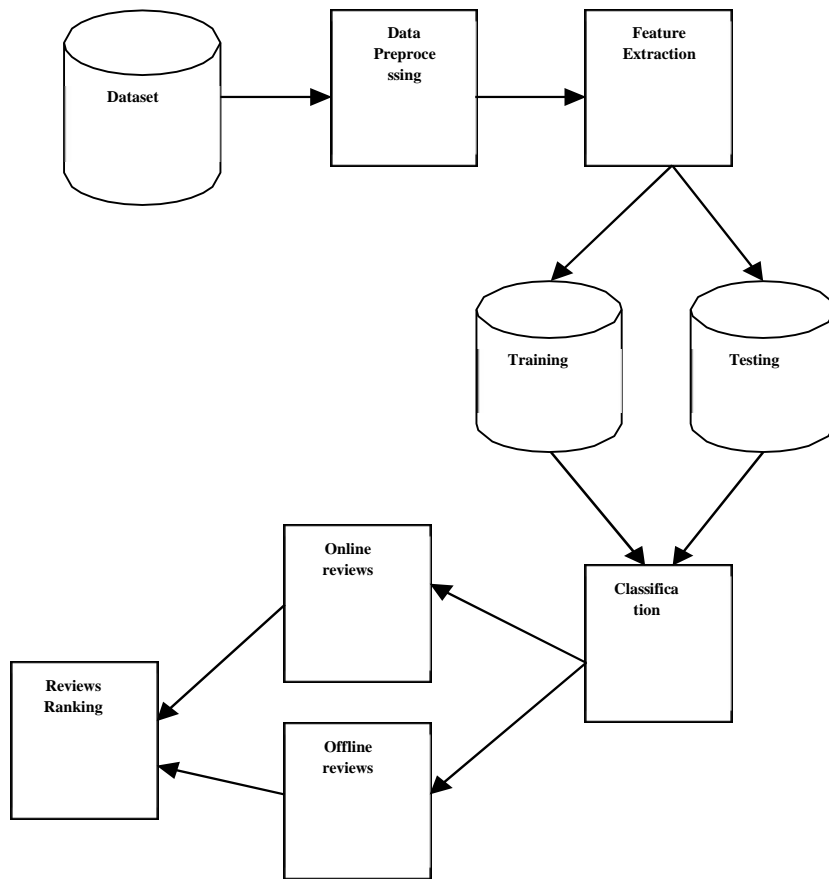 Dataset
Data
Preproce
ssing
Feature
Extraction
Training
Testing
Classifica
tion
Online
reviews
Offline
reviews
Reviews
Ranking